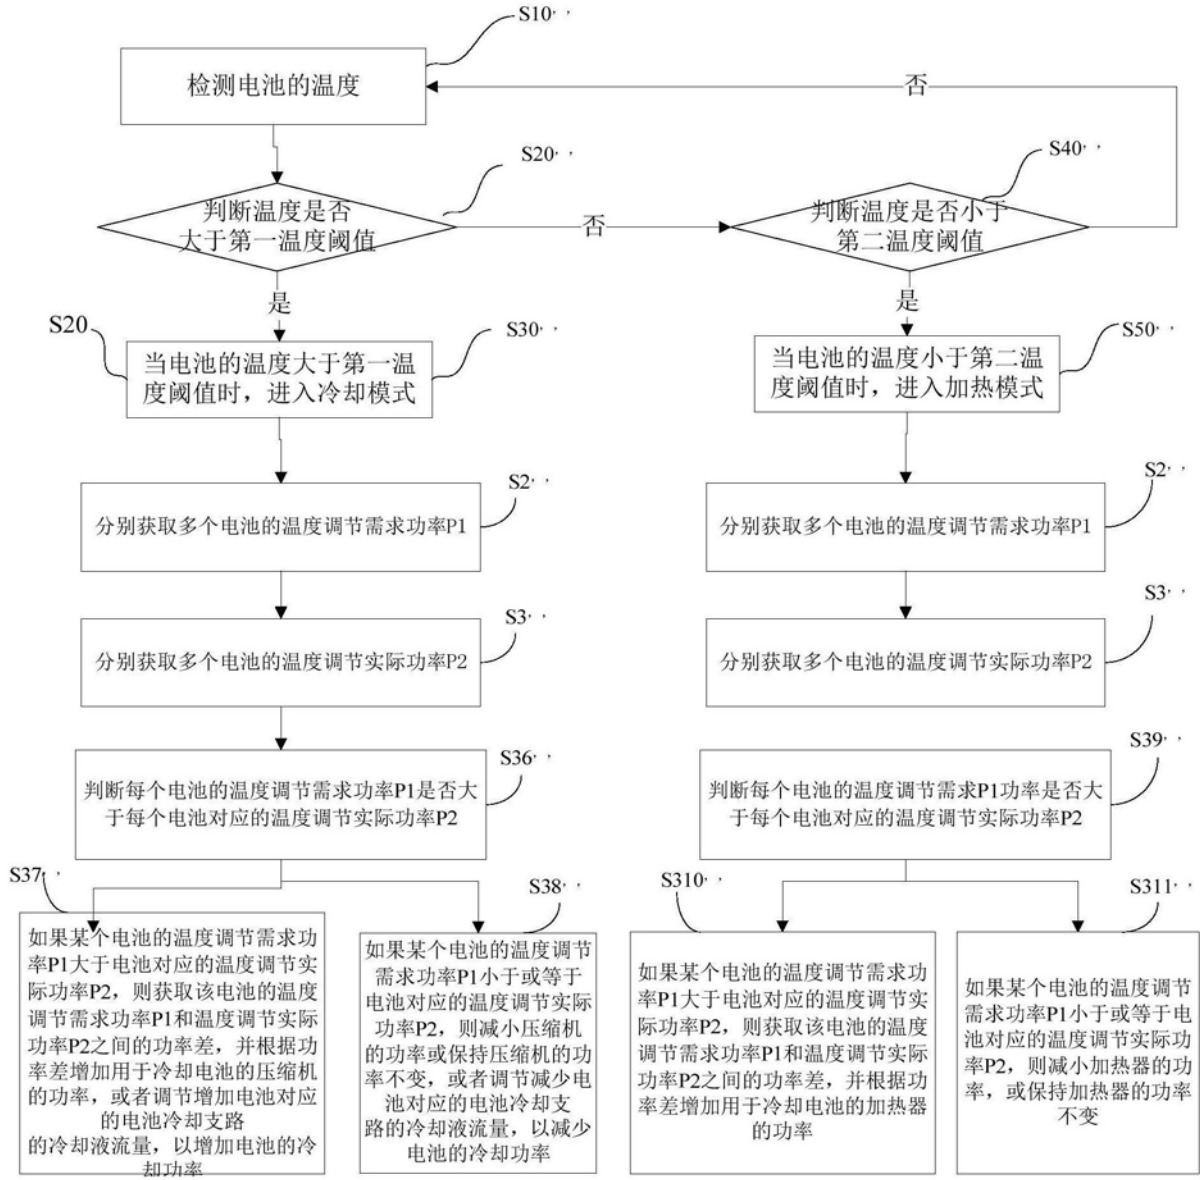 S10''
检测电池的温度
否
S20''
S40''
判断温度是否
大于第一温度阈值
否
判断温度是否小于
第二温度阈值
是
是
S20
S30''
S50''
当电池的温度大于第一温
度阈值时，进入冷却模式
当电池的温度小于第二温
度阈值时，进入加热模式
S2''
S2''
分别获取多个电池的温度调节需求功率P1
分别获取多个电池的温度调节需求功率P1
S3''
S3''
分别获取多个电池的温度调节实际功率P2
分别获取多个电池的温度调节实际功率P2
S36''
S39''
判断每个电池的温度调节需求功率P1是否大
于每个电池对应的温度调节实际功率P2
判断每个电池的温度调节需求P1功率是否大
于每个电池对应的温度调节实际功率P2
S37''
S38''
S310''
S311''
如果某个电池的温度调节需求功
率P1大于电池对应的温度调节实
际功率P2，则获取该电池的温度
调节需求功率P1和温度调节实际
功率P2之间的功率差，并根据功
率差增加用于冷却电池的压缩机
的功率，或者调节增加电池对应
的电池冷却支路
的冷却液流量，以增加电池的冷
却功率
如果某个电池的温度调节
需求功率P1小于或等于
电池对应的温度调节实际
功率P2，则减小压缩机
的功率或保持压缩机的功
率不变，或者调节减少电
池对应的电池冷却支
路的冷却液流量，以减少
电池的冷却功率
如果某个电池的温度调节需求功
率P1大于电池对应的温度调节实
际功率P2，则获取该电池的温度
调节需求功率P1和温度调节实际
功率P2之间的功率差，并根据功
率差增加用于冷却电池的加热器
的功率
如果某个电池的温度调节
需求功率P1小于或等于电
池对应的温度调节实际功
率P2，则减小加热器的功
率，或保持加热器的功率
不变